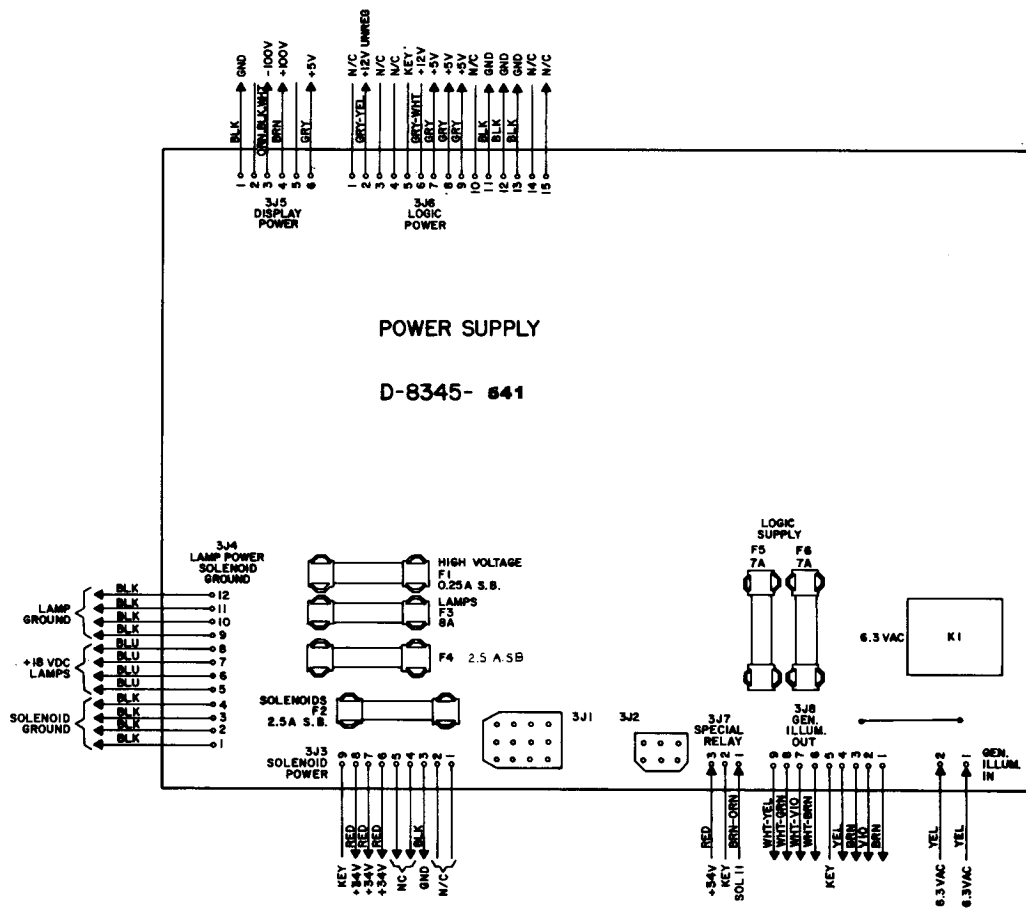 GND
-100V
+100V
+5V
N/C
+12V UNREG
N/C
N/C
KEY
+12V
+5V
+5V
+5V
N/C
GND
GND
GND
N/C
N/C
BLK
ORN.BLK.WHT
BRN
GRY
GRY-YEL
GRY-WHT
GRY
GRY
GRY
BLK
BLK
BLK
1 2 3 4 5 6
1 2 3 4 5 6 7 8 9 10 11 12 13 14 15
3J5
DISPLAY
POWER
3J6
LOGIC
POWER
POWER SUPPLY
D-8345- 541
3J4
LAMP POWER
SOLENOID
GROUND
LAMP
GROUND
BLK 12
BLK 11
BLK 10
BLK 9
+18 VDC
LAMPS
BLU 8
BLU 7
BLU 6
BLU 5
SOLENOID
GROUND
BLK 4
BLK 3
BLK 2
BLK 1
HIGH VOLTAGE
F1
0.25A S.B.
LAMPS
F3
8A
F4 2.5 A.SB
SOLENOIDS
F2
2.5A S.B.
LOGIC
SUPPLY
F5 F6
7A 7A
6.3 VAC
K1
3J1
3J2
3J3
SOLENOID
POWER
9 8 7 6 5 4 3 2 1
RED
RED
RED
BLK
KEY
+34V
+34V
+34V
NC
GND
N/C
3J7
SPECIAL
RELAY
3 2 1
RED
BRN-ORN
+34V
KEY
SOL 11
3J8
GEN.
ILLUM.
OUT
9 8 7 6 5 4 3 2 1
WHT-YEL
WHT-GRN
WHT-VIO
WHT-BRN
KEY
YEL
BRN
VIO
BRN
2 1
GEN.
ILLUM.
IN
YEL
YEL
6.3 VAC
6.3VAC